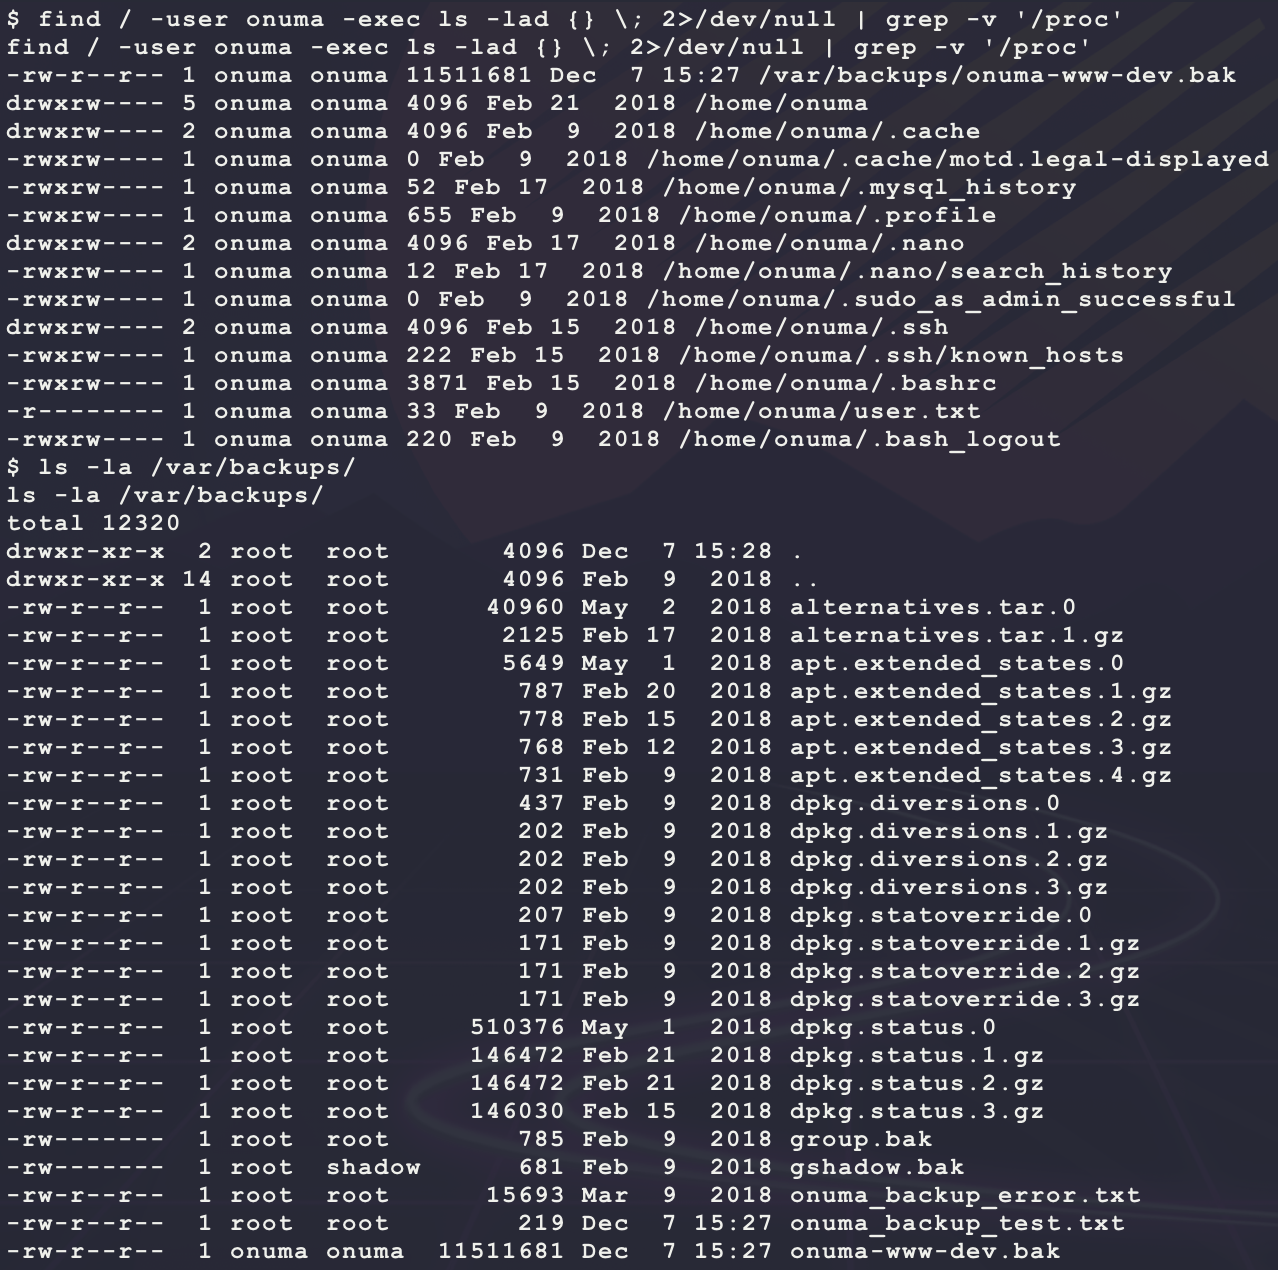 $ find / -user onuma -exec ls -lad {} \; 2>/dev/null | grep -v '/proc'
find / -user onuma -exec ls -lad {} \; 2>/dev/null | grep -v '/proc'
-rw-r--r-- 1 onuma onuma 11511681 Dec  7 15:27 /var/backups/onuma-www-dev.bak
drwxrw---- 5 onuma onuma 4096 Feb 21  2018 /home/onuma
drwxrw---- 2 onuma onuma 4096 Feb  9  2018 /home/onuma/.cache
-rwxrw---- 1 onuma onuma 0 Feb  9  2018 /home/onuma/.cache/motd.legal-displayed
-rwxrw---- 1 onuma onuma 52 Feb 17  2018 /home/onuma/.mysql_history
-rwxrw---- 1 onuma onuma 655 Feb  9  2018 /home/onuma/.profile
drwxrw---- 2 onuma onuma 4096 Feb 17  2018 /home/onuma/.nano
-rwxrw---- 1 onuma onuma 12 Feb 17  2018 /home/onuma/.nano/search_history
-rwxrw---- 1 onuma onuma 0 Feb  9  2018 /home/onuma/.sudo_as_admin_successful
drwxrw---- 2 onuma onuma 4096 Feb 15  2018 /home/onuma/.ssh
-rwxrw---- 1 onuma onuma 222 Feb 15  2018 /home/onuma/.ssh/known_hosts
-rwxrw---- 1 onuma onuma 3871 Feb 15  2018 /home/onuma/.bashrc
-r-------- 1 onuma onuma 33 Feb  9  2018 /home/onuma/user.txt
-rwxrw---- 1 onuma onuma 220 Feb  9  2018 /home/onuma/.bash_logout
$ ls -la /var/backups/
ls -la /var/backups/
total 12320
drwxr-xr-x  2 root  root       4096 Dec  7 15:28 .
drwxr-xr-x 14 root  root       4096 Feb  9  2018 ..
-rw-r--r--  1 root  root      40960 May  2  2018 alternatives.tar.0
-rw-r--r--  1 root  root       2125 Feb 17  2018 alternatives.tar.1.gz
-rw-r--r--  1 root  root       5649 May  1  2018 apt.extended_states.0
-rw-r--r--  1 root  root        787 Feb 20  2018 apt.extended_states.1.gz
-rw-r--r--  1 root  root        778 Feb 15  2018 apt.extended_states.2.gz
-rw-r--r--  1 root  root        768 Feb 12  2018 apt.extended_states.3.gz
-rw-r--r--  1 root  root        731 Feb  9  2018 apt.extended_states.4.gz
-rw-r--r--  1 root  root        437 Feb  9  2018 dpkg.diversions.0
-rw-r--r--  1 root  root        202 Feb  9  2018 dpkg.diversions.1.gz
-rw-r--r--  1 root  root        202 Feb  9  2018 dpkg.diversions.2.gz
-rw-r--r--  1 root  root        202 Feb  9  2018 dpkg.diversions.3.gz
-rw-r--r--  1 root  root        207 Feb  9  2018 dpkg.statoverride.0
-rw-r--r--  1 root  root        171 Feb  9  2018 dpkg.statoverride.1.gz
-rw-r--r--  1 root  root        171 Feb  9  2018 dpkg.statoverride.2.gz
-rw-r--r--  1 root  root        171 Feb  9  2018 dpkg.statoverride.3.gz
-rw-r--r--  1 root  root     510376 May  1  2018 dpkg.status.0
-rw-r--r--  1 root  root     146472 Feb 21  2018 dpkg.status.1.gz
-rw-r--r--  1 root  root     146472 Feb 21  2018 dpkg.status.2.gz
-rw-r--r--  1 root  root     146030 Feb 15  2018 dpkg.status.3.gz
-rw-------  1 root  root        785 Feb  9  2018 group.bak
-rw-------  1 root  shadow      681 Feb  9  2018 gshadow.bak
-rw-r--r--  1 root  root      15693 Mar  9  2018 onuma_backup_error.txt
-rw-r--r--  1 root  root        219 Dec  7 15:27 onuma_backup_test.txt
-rw-r--r--  1 onuma onuma  11511681 Dec  7 15:27 onuma-www-dev.bak